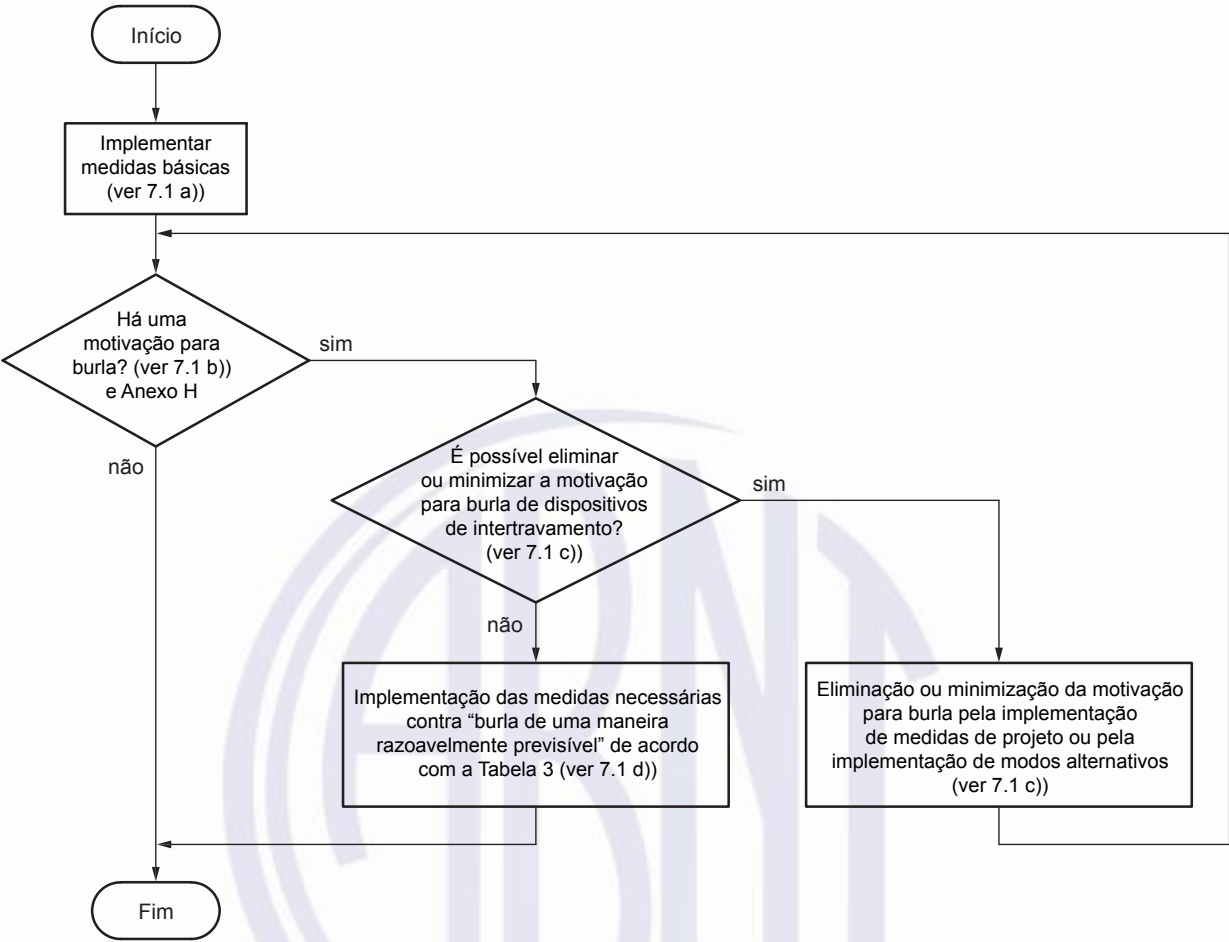 Início
Implementar
medidas básicas
(ver 7.1 a))
Há uma
motivação para
burla? (ver 7.1 b))
e Anexo H
sim
não
É possível eliminar
ou minimizar a motivação
para burla de dispositivos
de intertravamento?
(ver 7.1 c))
sim
não
Implementação das medidas necessárias
contra “burla de uma maneira
razoavelmente previsível” de acordo
com a Tabela 3 (ver 7.1 d))
Eliminação ou minimização da motivação
para burla pela implementação
de medidas de projeto ou pela
implementação de modos alternativos
(ver 7.1 c))
Fim
ABNT